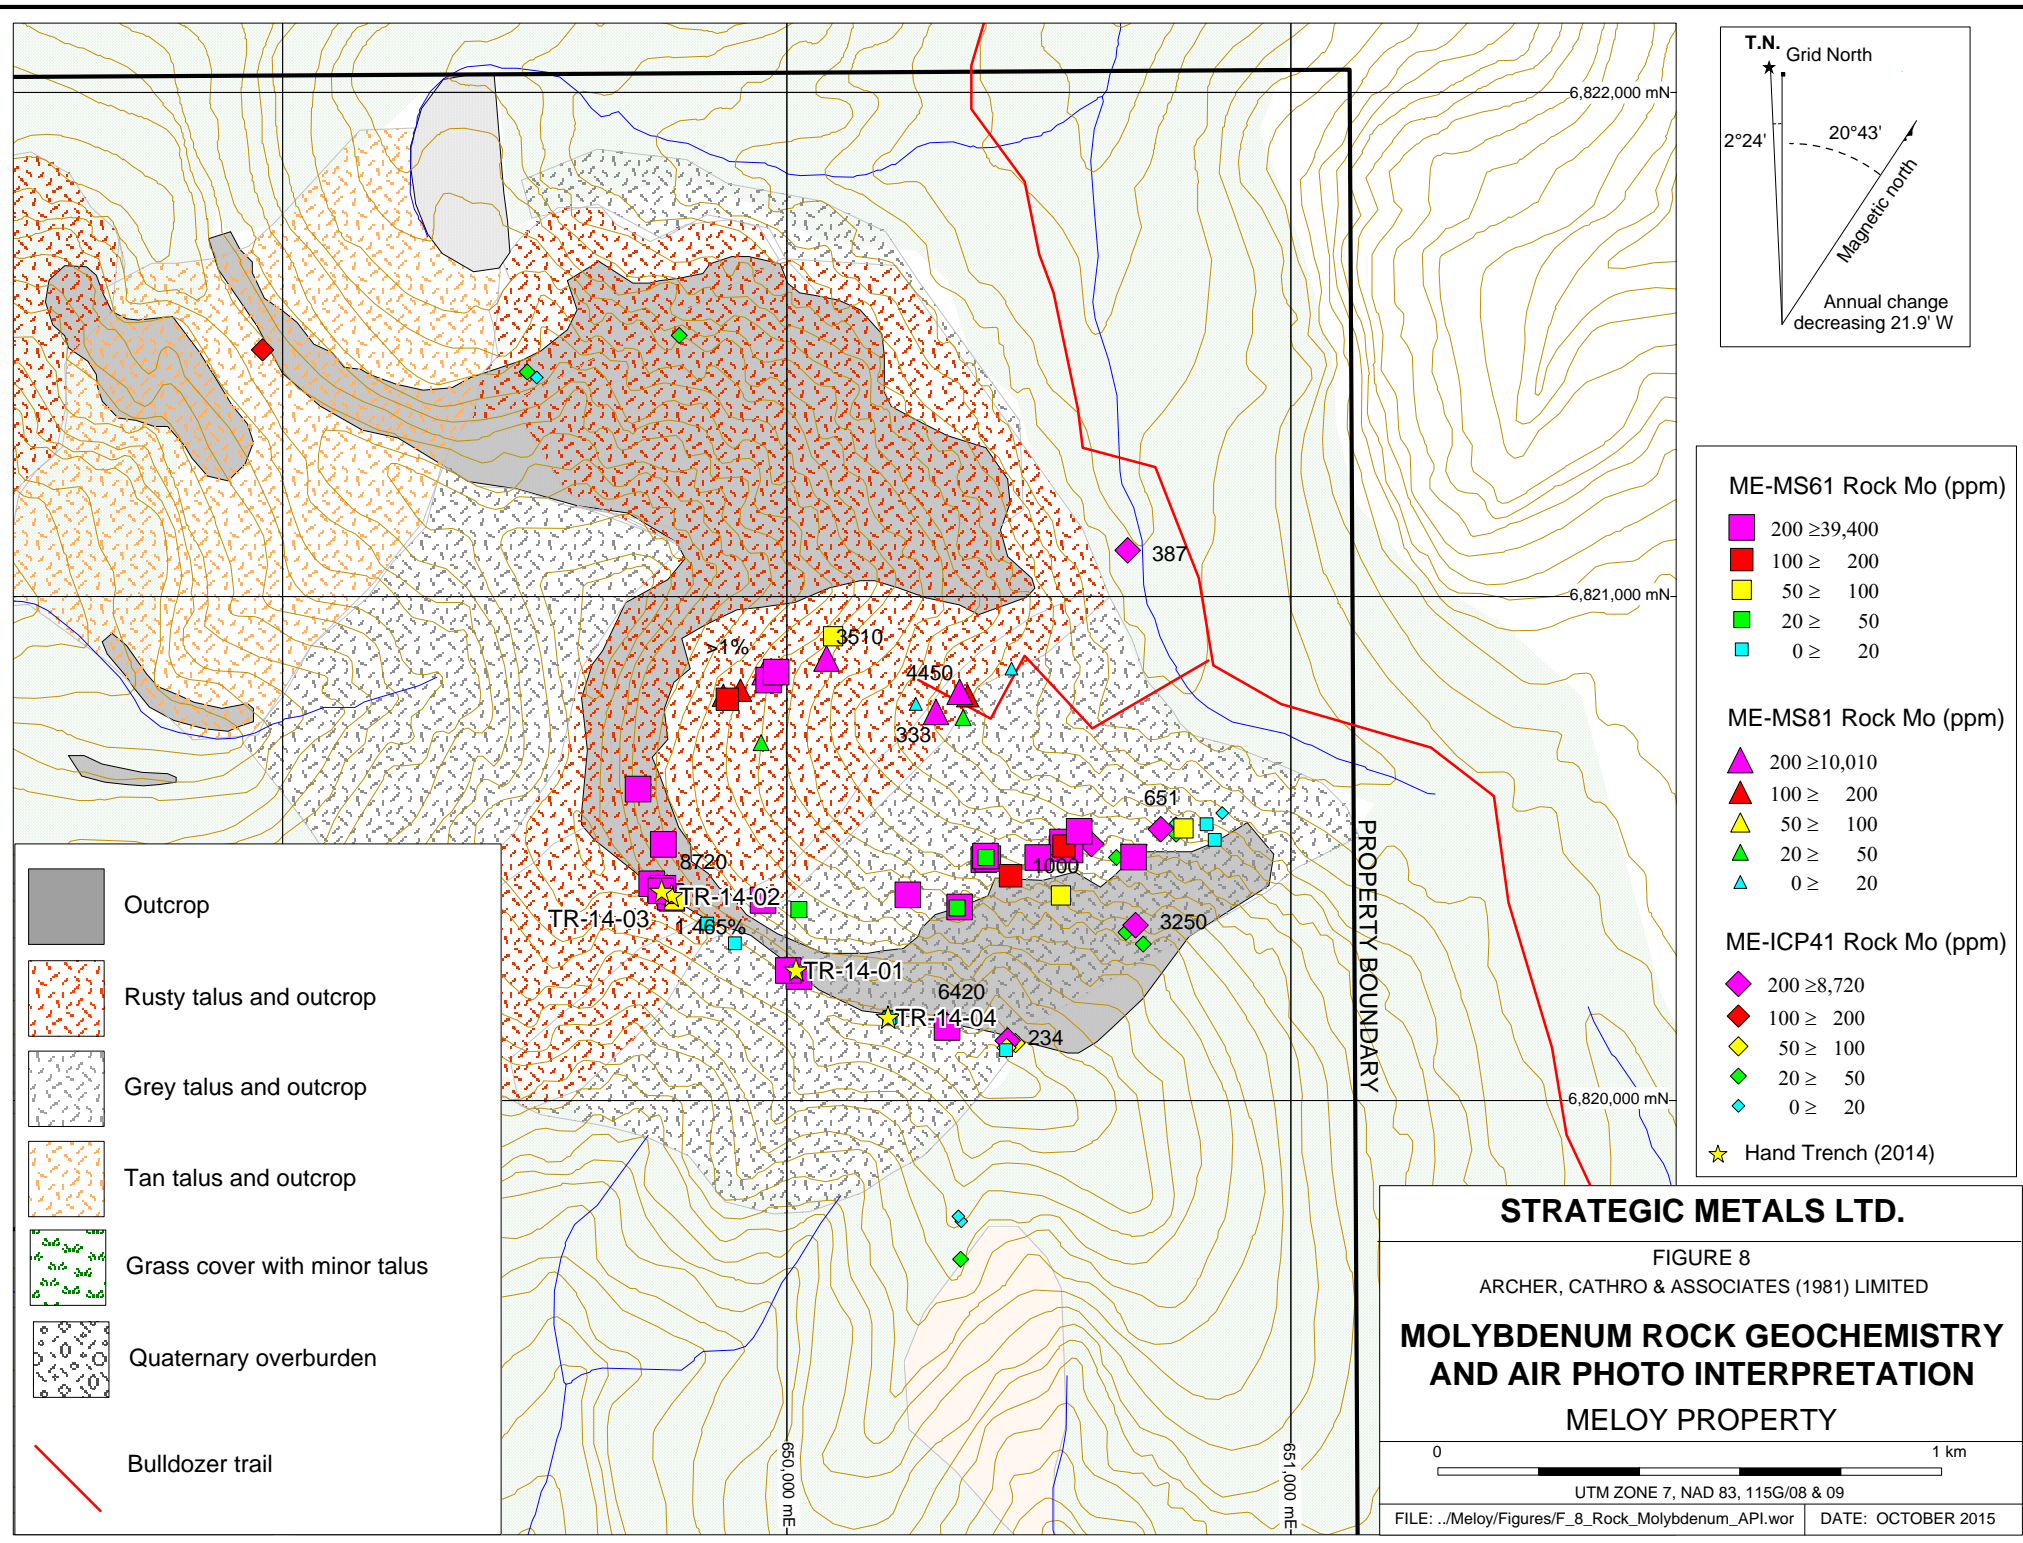 T.N.
Grid North
2°24'
20°43'
Magnetic north
Annual change
decreasing 21.9' W
6,822,000 mN
6,821,000 mN
6,820,000 mN
650,000 mE
651,000 mE
PROPERTY BOUNDARY
387
>1%
3510
4450
333
651
8720
1000
TR-14-02
TR-14-03
1.465%
3250
TR-14-01
6420
TR-14-04
234
ME-MS61 Rock Mo (ppm)
200 ≥39,400
100 ≥ 200
50 ≥ 100
20 ≥ 50
0 ≥ 20
ME-MS81 Rock Mo (ppm)
200 ≥10,010
100 ≥ 200
50 ≥ 100
20 ≥ 50
0 ≥ 20
ME-ICP41 Rock Mo (ppm)
200 ≥8,720
100 ≥ 200
50 ≥ 100
20 ≥ 50
0 ≥ 20
Hand Trench (2014)
Outcrop
Rusty talus and outcrop
Grey talus and outcrop
Tan talus and outcrop
Grass cover with minor talus
Quaternary overburden
Bulldozer trail
STRATEGIC METALS LTD.
FIGURE 8
ARCHER, CATHRO & ASSOCIATES (1981) LIMITED
MOLYBDENUM ROCK GEOCHEMISTRY
AND AIR PHOTO INTERPRETATION
MELOY PROPERTY
0 1 km
UTM ZONE 7, NAD 83, 115G/08 & 09
FILE: ../Meloy/Figures/F_8_Rock_Molybdenum_API.wor
DATE: OCTOBER 2015